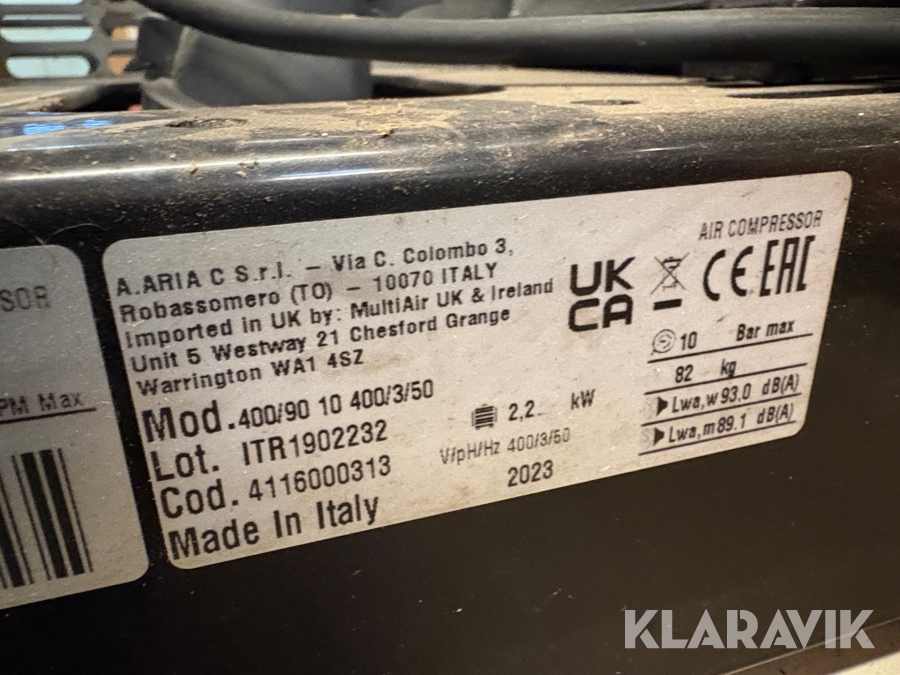 SOR
PM Max
A.ARIA C S.r.l. – Via C. Colombo 3,
Robassomero (TO) – 10070 ITALY
Imported in UK by: MultiAir UK & Ireland
Unit 5 Westway 21 Chesford Grange
Warrington WA1 4SZ
Mod. 400/90 10 400/3/50
Lot. ITR1902232
Cod. 4116000313
Made In Italy
2,2 kW
V/pH/Hz 400/3/50
2023
AIR COMPRESSOR
UK
CA
CE EAC
10 Bar max
82 kg
Lwa,w 93.0 dB(A)
Lwa,m 89.1 dB(A)
KLARAVIK